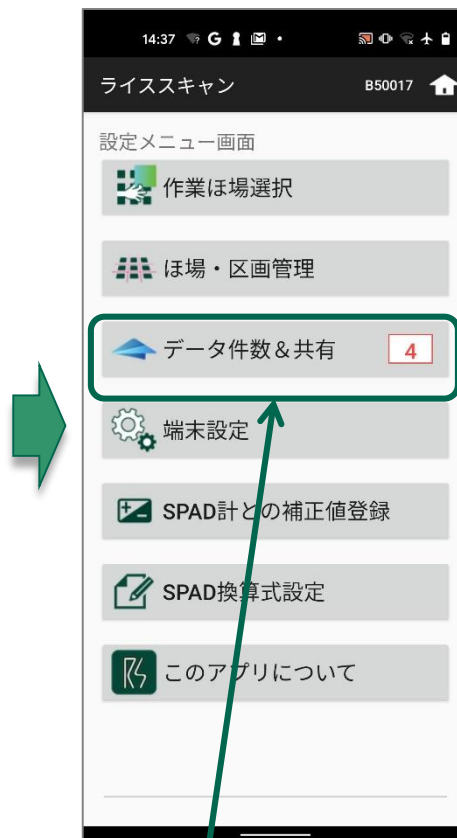 14:37 G
ライススキャン B50017
設定メニュー画面
作業ほ場選択
ほ場・区画管理
データ件数&共有 4
端末設定
SPAD計との補正値登録
SPAD換算式設定
RS このアプリについて